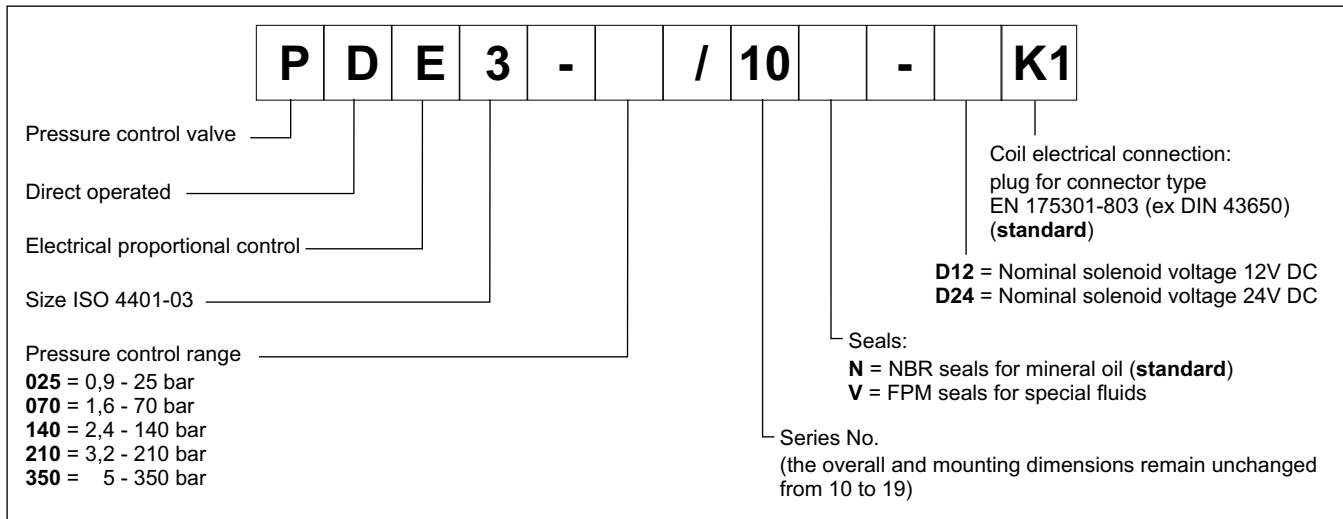 P D E 3 - / 10 - K1
Pressure control valve
Direct operated
Electrical proportional control
Size ISO 4401-03
Pressure control range
025 = 0,9 - 25 bar
070 = 1,6 - 70 bar
140 = 2,4 - 140 bar
210 = 3,2 - 210 bar
350 = 5 - 350 bar
Coil electrical connection:
plug for connector type
EN 175301-803 (ex DIN 43650)
(standard)
D12 = Nominal solenoid voltage 12V DC
D24 = Nominal solenoid voltage 24V DC
Seals:
N = NBR seals for mineral oil (standard)
V = FPM seals for special fluids
Series No.
(the overall and mounting dimensions remain unchanged
from 10 to 19)